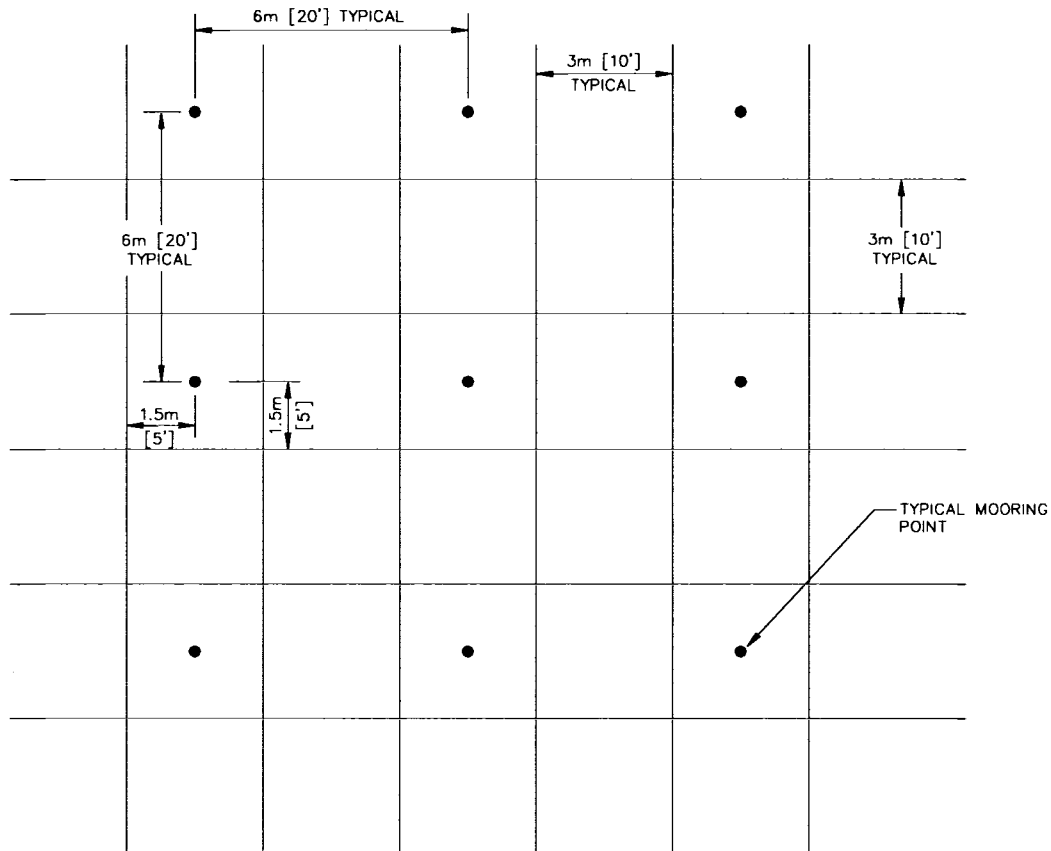 6m [20'] TYPICAL
3m [10']
TYPICAL
6m [20']
TYPICAL
3m [10']
TYPICAL
1.5m
[5']
1.5m
[5']
TYPICAL MOORING
POINT